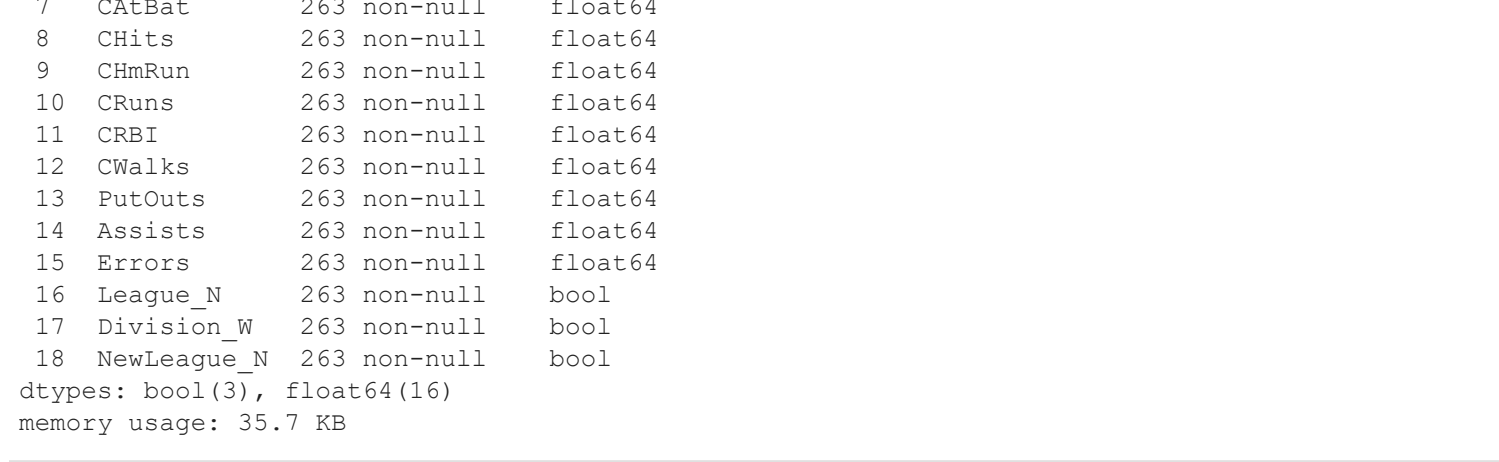 7 CAtBat 263 non-null float64
8 CHits 263 non-null float64
9 CHmRun 263 non-null float64
10 CRuns 263 non-null float64
11 CRBI 263 non-null float64
12 CWalks 263 non-null float64
13 PutOuts 263 non-null float64
14 Assists 263 non-null float64
15 Errors 263 non-null float64
16 League_N 263 non-null bool
17 Division_W 263 non-null bool
18 NewLeague_N 263 non-null bool
dtypes: bool(3), float64(16)
memory usage: 35.7 KB